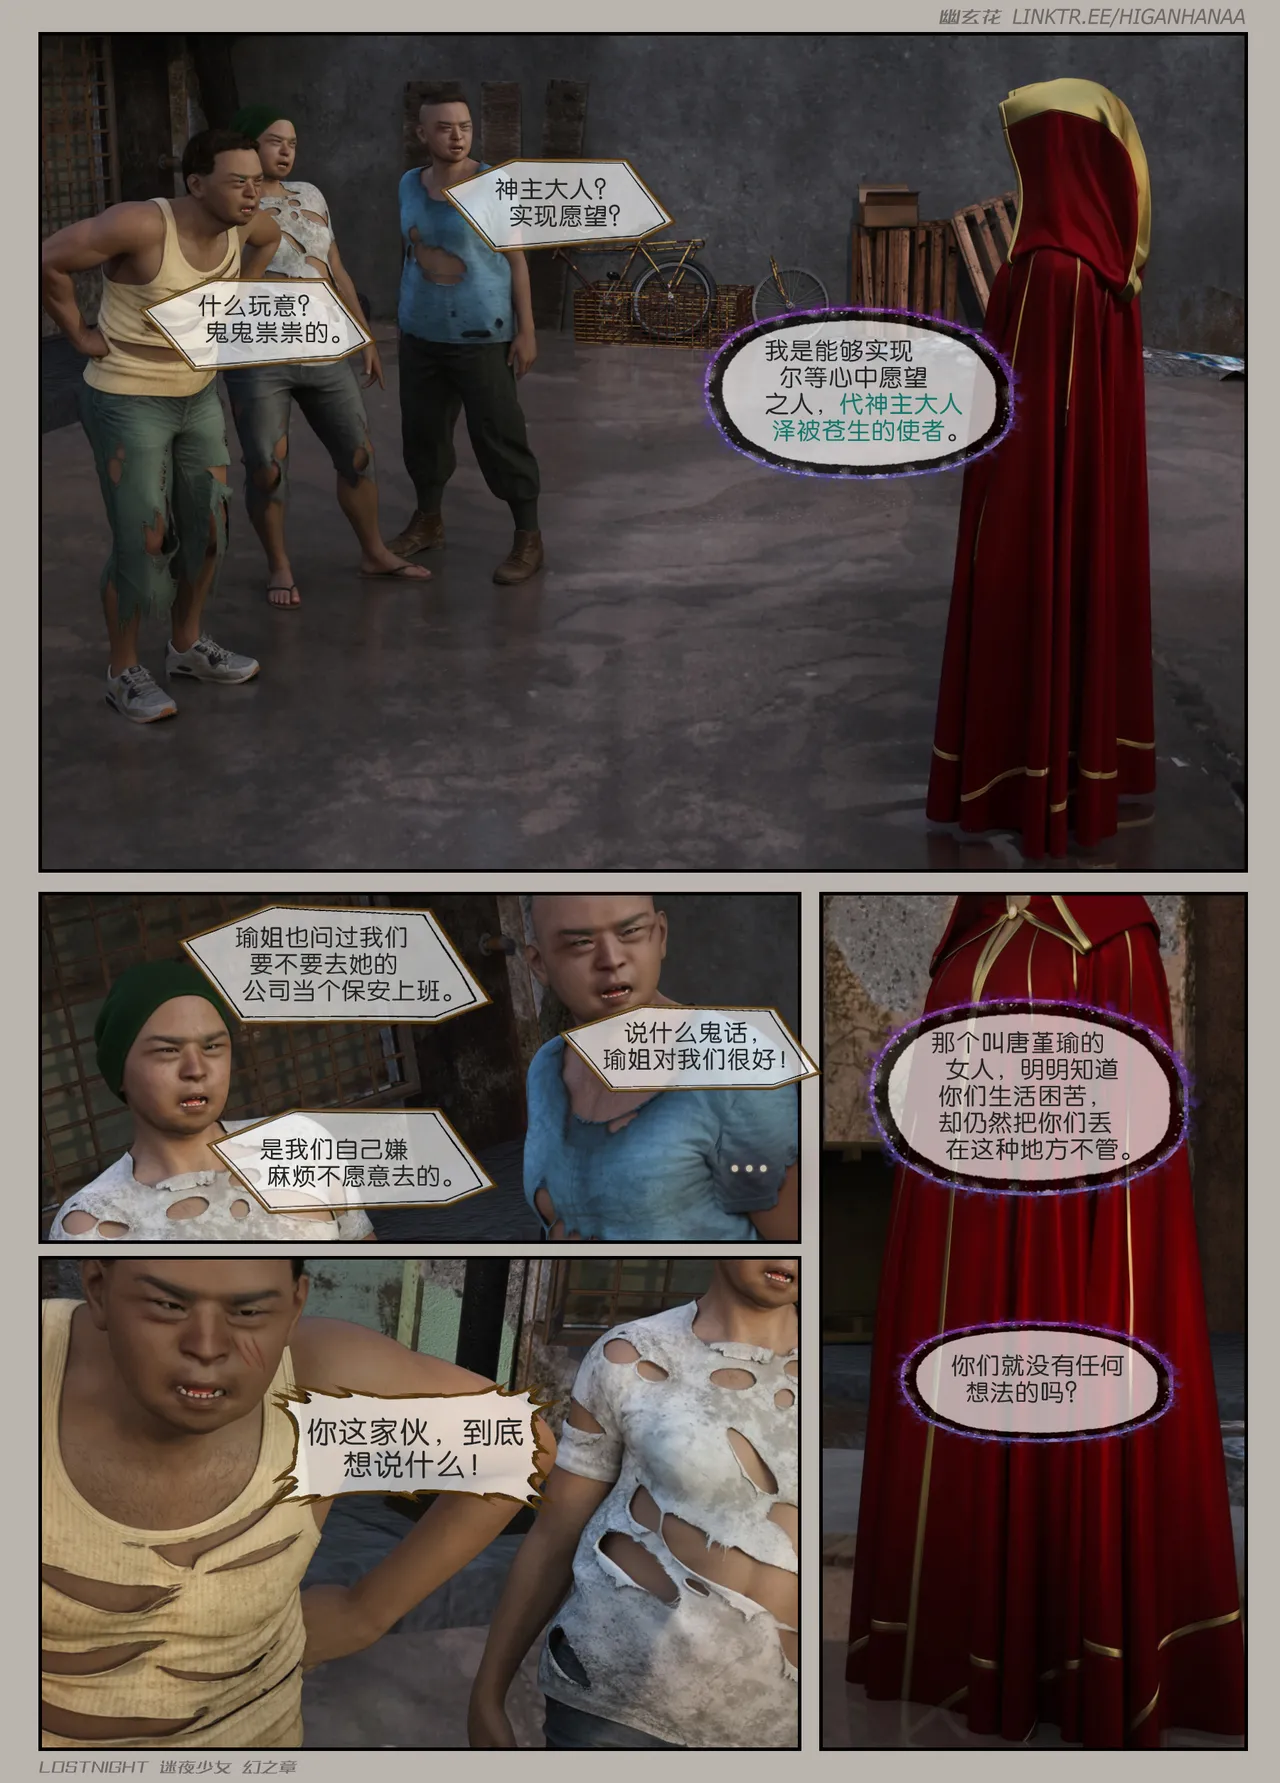 幽玄花 LINKTR.EE/HIGANHANAA
神主大人？
实现愿望？
什么玩意？
鬼鬼祟祟的。
我是能够实现
尔等心中愿望
之人，代神主大人
泽被苍生的使者。
瑜姐也问过我们
要不要去她的
公司当个保安上班。
说什么鬼话，
瑜姐对我们很好！
是我们自己嫌
麻烦不愿意去的。
...
那个叫唐堇瑜的
女人，明明知道
你们生活困苦，
却仍然把你们丢
在这种地方不管。
你们就没有任何
想法的吗？
你这家伙，到底
想说什么！
LOSTNIGHT 迷夜少女 幻之章